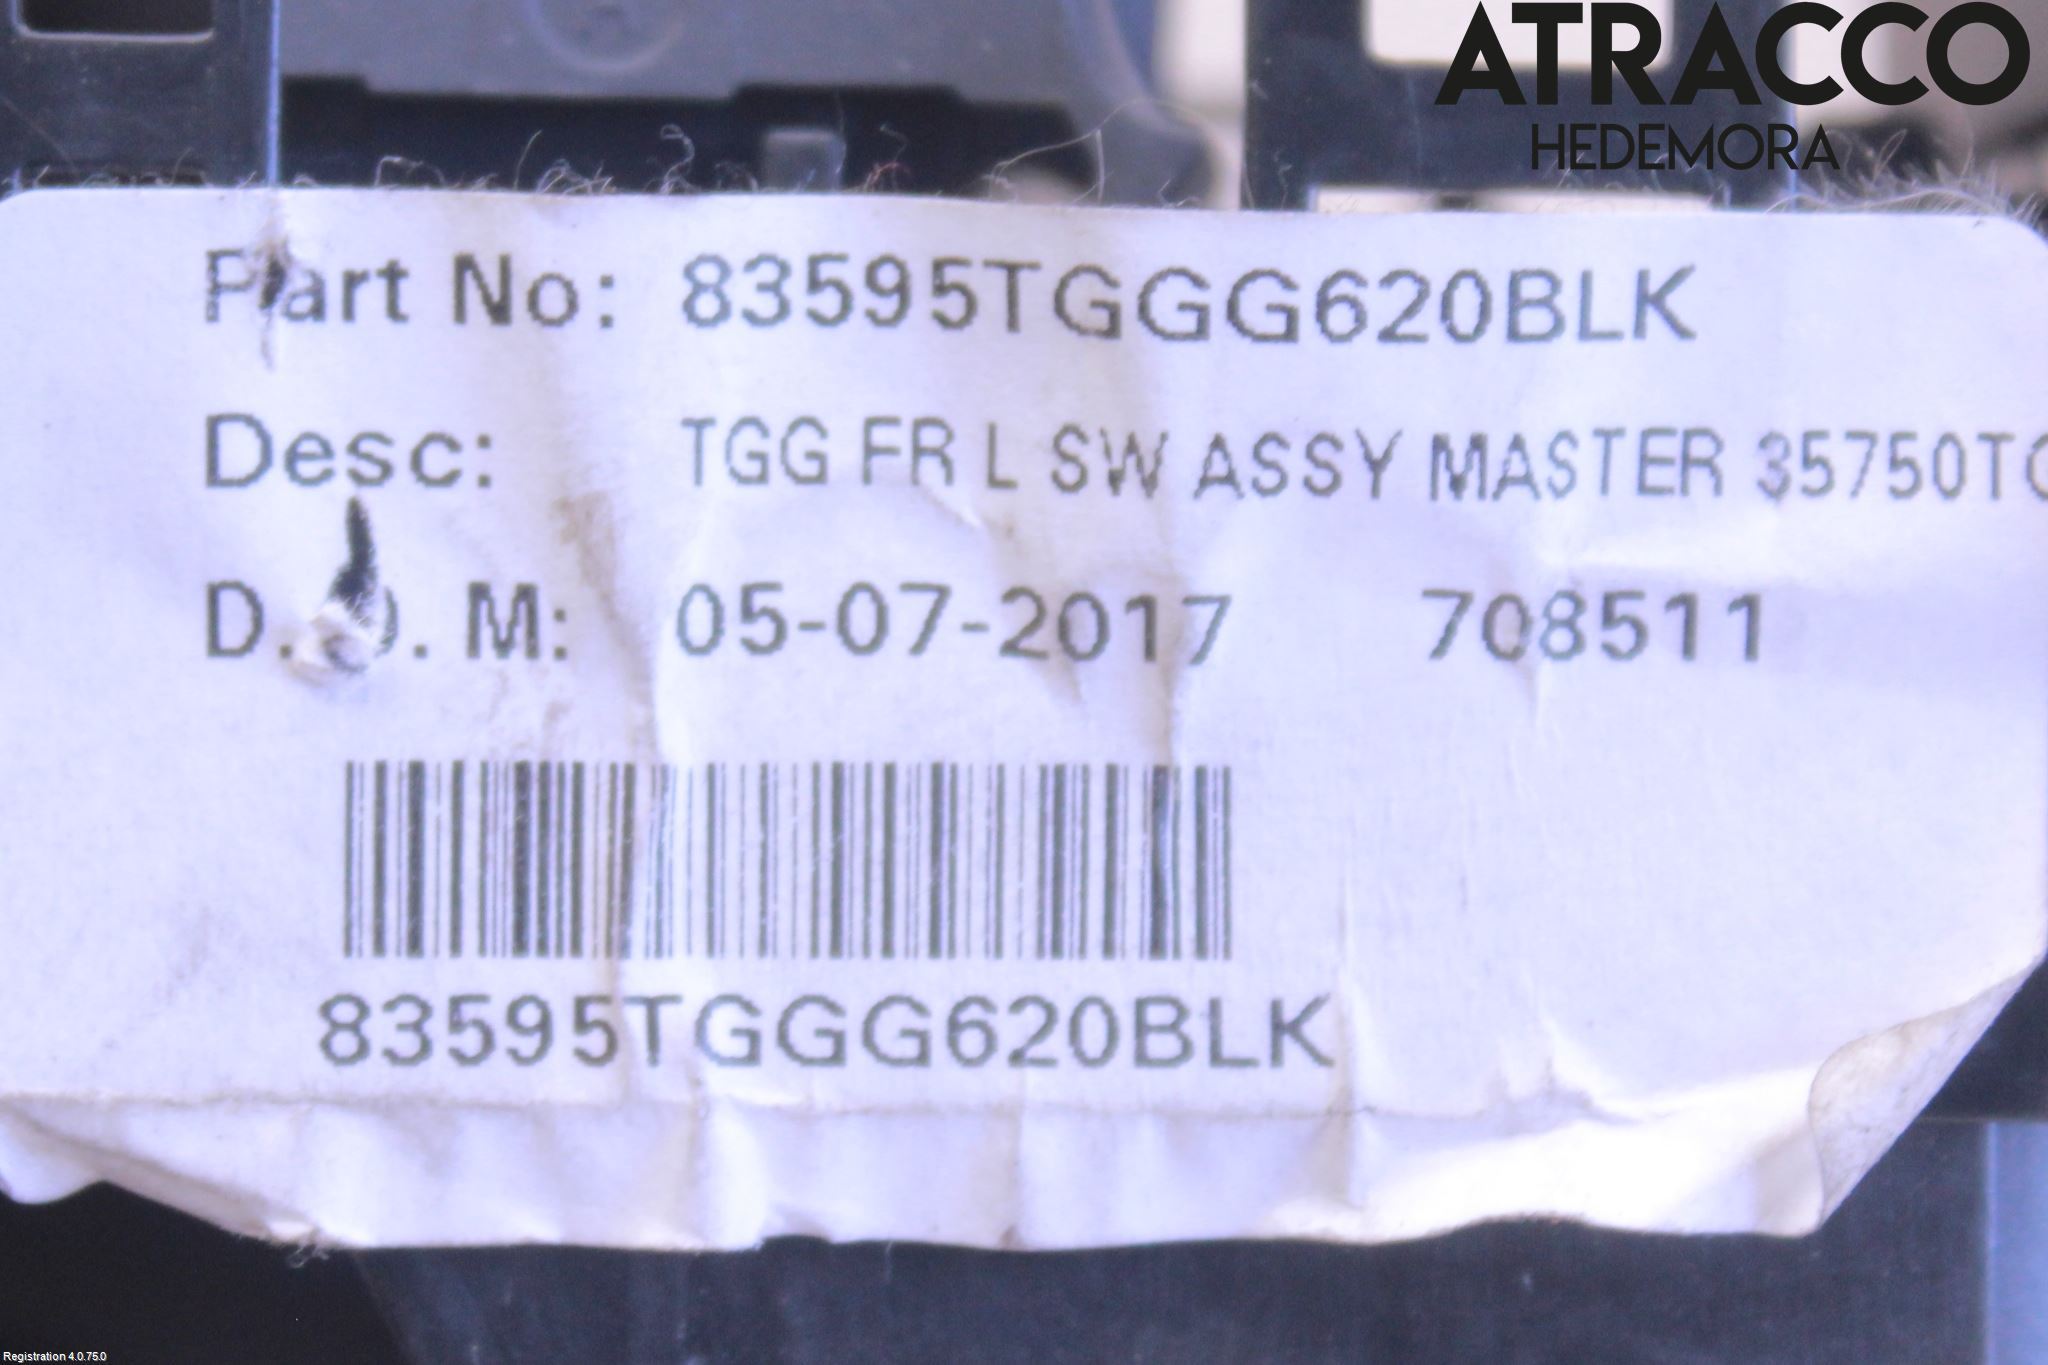 ATRACCO
HEDEMORA
Part No: 83595TGGG620BLK
Desc: TGG FR L SW ASSY MASTER 35750TG
D. O. M: 05-07-2017 708511
83595TGGG620BLK
Registration 4.0.75.0